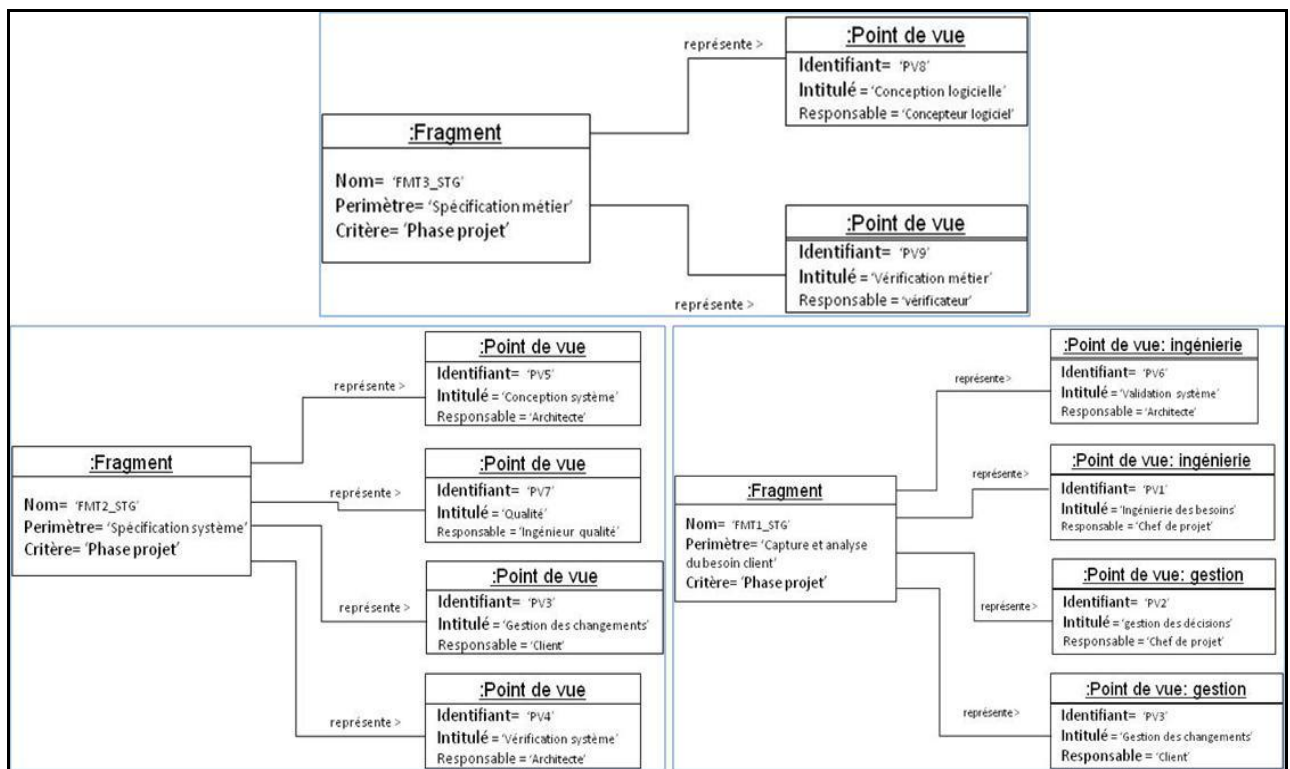 représente >
:Point de vue
Identifiant= 'PV8'
Intitulé = 'Conception logicielle'
Responsable = 'Concepteur logiciel'
:Fragment
Nom= 'FMT3_STG'
Perimètre= 'Spécification métier'
Critère= 'Phase projet'
:Point de vue
Identifiant= 'PV9'
Intitulé = 'Vérification métier'
Responsable = 'vérificateur'
représente >
:Point de vue
Identifiant= 'PV5'
Intitulé = 'Conception système'
Responsable = 'Architecte'
représente >
:Fragment
Nom= 'FMT2_STG'
Perimètre= 'Spécification système'
Critère= 'Phase projet'
:Point de vue
Identifiant= 'PV7'
Intitulé = 'Qualité'
Responsable = 'Ingénieur qualité'
représente >
:Point de vue
Identifiant= 'PV3'
Intitulé = 'Gestion des changements'
Responsable = 'Client'
représente >
:Point de vue
Identifiant= 'PV4'
Intitulé = 'Vérification système'
Responsable = 'Architecte'
représente >
:Point de vue: ingénierie
Identifiant= 'PV6'
Intitulé = 'Validation système'
Responsable = 'Architecte'
représente >
:Point de vue: ingénierie
Identifiant= 'PV1'
Intitulé = 'Ingénierie des besoins'
Responsable = 'Chef de projet'
représente >
:Fragment
Nom= 'FMT1_STG'
Perimètre= 'Capture et analyse
du besoin client'
Critère= 'Phase projet'
:Point de vue: gestion
Identifiant= 'PV2'
Intitulé = 'gestion des décisions'
Responsable = 'Chef de projet'
représente >
:Point de vue: gestion
Identifiant= 'PV3'
Intitulé = 'Gestion des changements'
Responsable = 'Client'
représente >